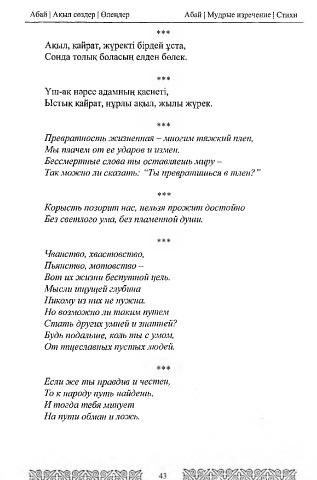 Абай | Ақыл сөздер | Өлеңдер Абай | Мудрые изречение | Стихи
***
Ақыл, қайрат, жүректі бірдей ұста,
Сонда толық боласың елден бөлек.
***
Үш-ақ нәрсе адамның қасиеті,
Ыстық қайрат, нұрлы ақыл, жылы жүрек.
***
Превратность жизненная – многим тяжкий плен,
Мы плачем от ее ударов и измен.
Бессмертные слова ты оставляешь миру –
Так можно ли сказать: “Ты превратишься в тлен?”
***
Корысть позорит нас, нельзя прожит достойно
Без светлого ума, без пламенной души.
***
Чванство, хвастовство,
Пьянство, мотовство –
Вот их жизни беспутной цель.
Мысли ищущей глубина
Никому из них не нужна.
Но возможно ли таким путем
Стать других умней и знатней?
Будь подальше, коль ты с умом,
От тщеславных пустых людей.
***
Если же ты правдив и честен,
То к народу путь найдешь,
И тогда тебя минует
На пути обман и ложь.
43